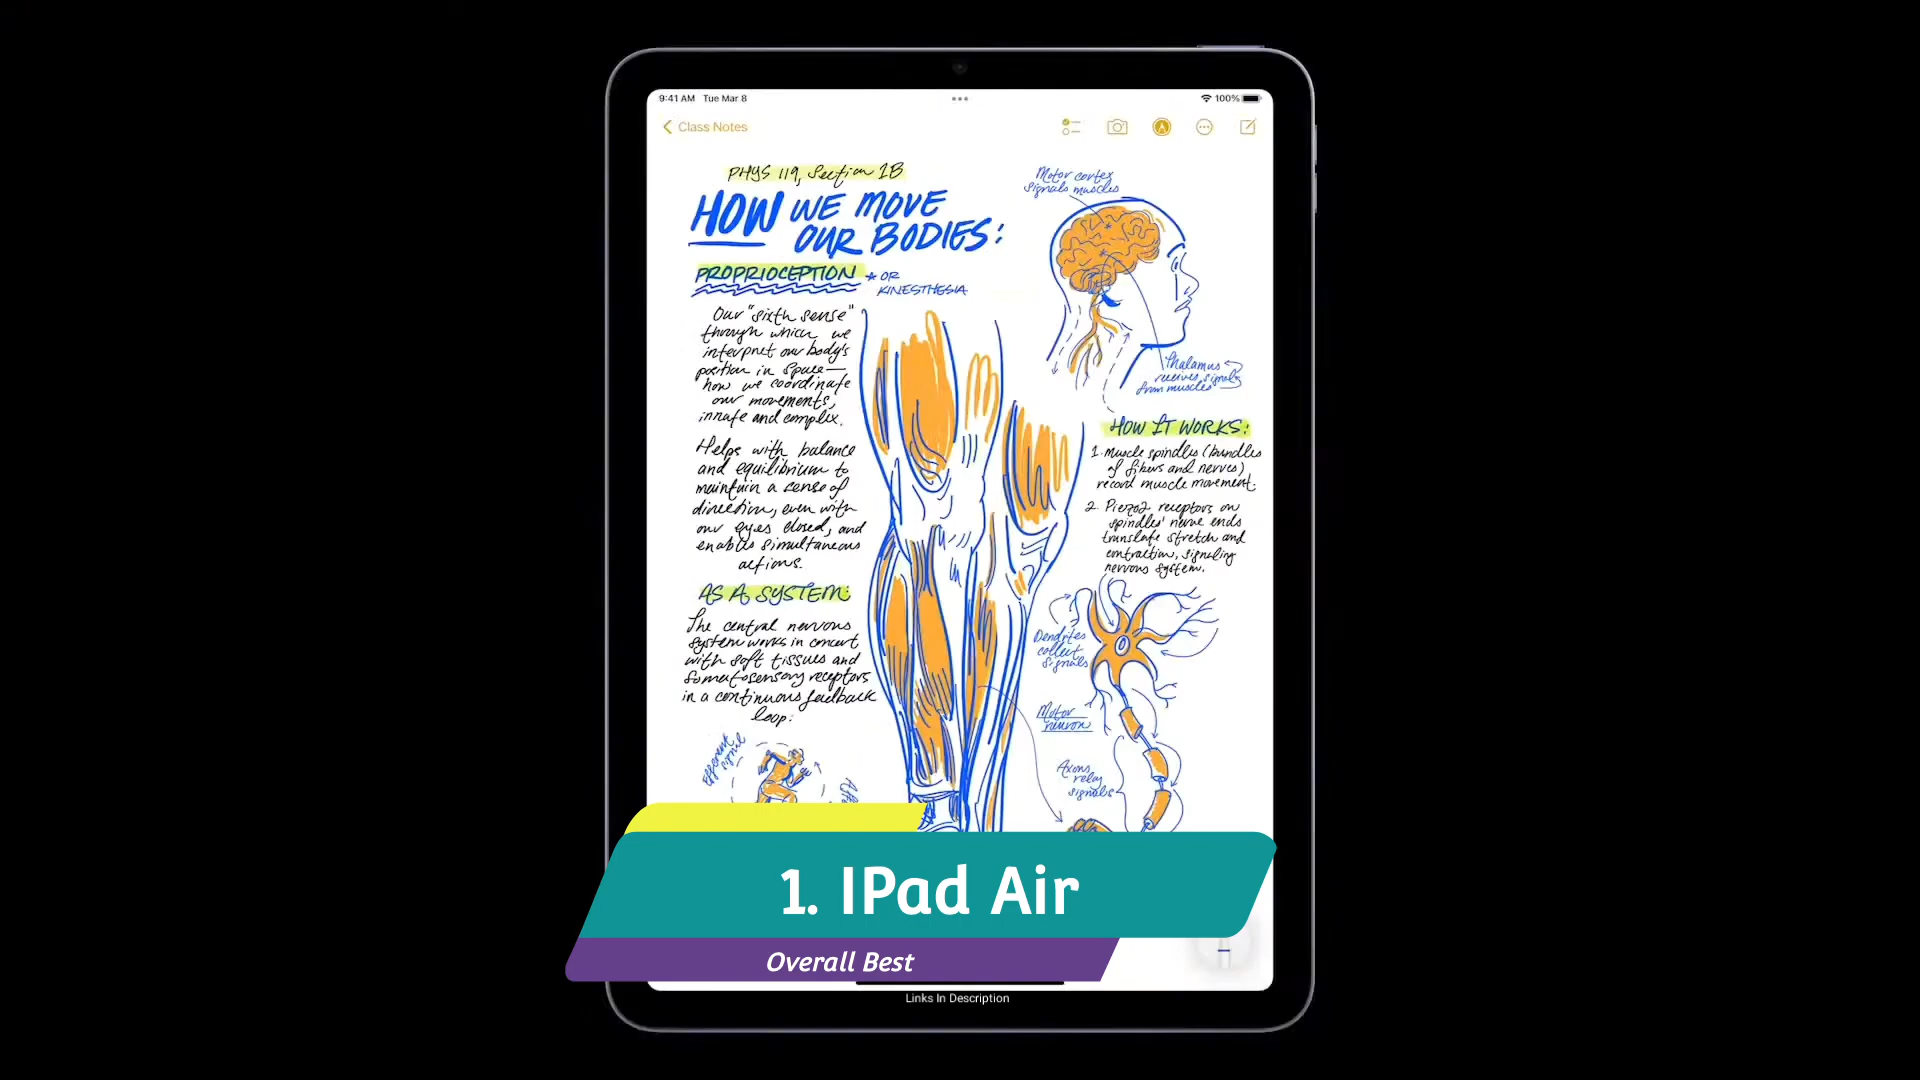 9:41 AM Tue Mar 8
100%
Class Notes
PHYS 119, Section 1B
HOW WE MOVE
OUR BODIES:
PROPRIOCEPTION * OR
KINESTHESIA
Our "sixth sense"
through which we
interpret our body's
position in space—
how we coordinate
our movements,
innate and complex.
Helps with balance
and equilibrium to
maintain a sense of
direction, even with
our eyes closed, and
enables simultaneous
actions.
AS A SYSTEM:
The central nervous
system works in concert
with soft tissues and
somatosensory receptors
in a continuous feedback
loop.
Efferent
signal
Motor cortex
signals muscles
Thalamus
receives signals
from muscles
HOW IT WORKS:
1. Muscle spindles (bundles
of fibers and nerves)
record muscle movement.
2. Piezo2 receptors on
spindles' nerve ends
translate stretch and
contraction, signaling
nervous system.
Dendrites
collect
signals
Motor
neuron
Axons
relay
signals
1. IPad Air
Overall Best
Links In Description